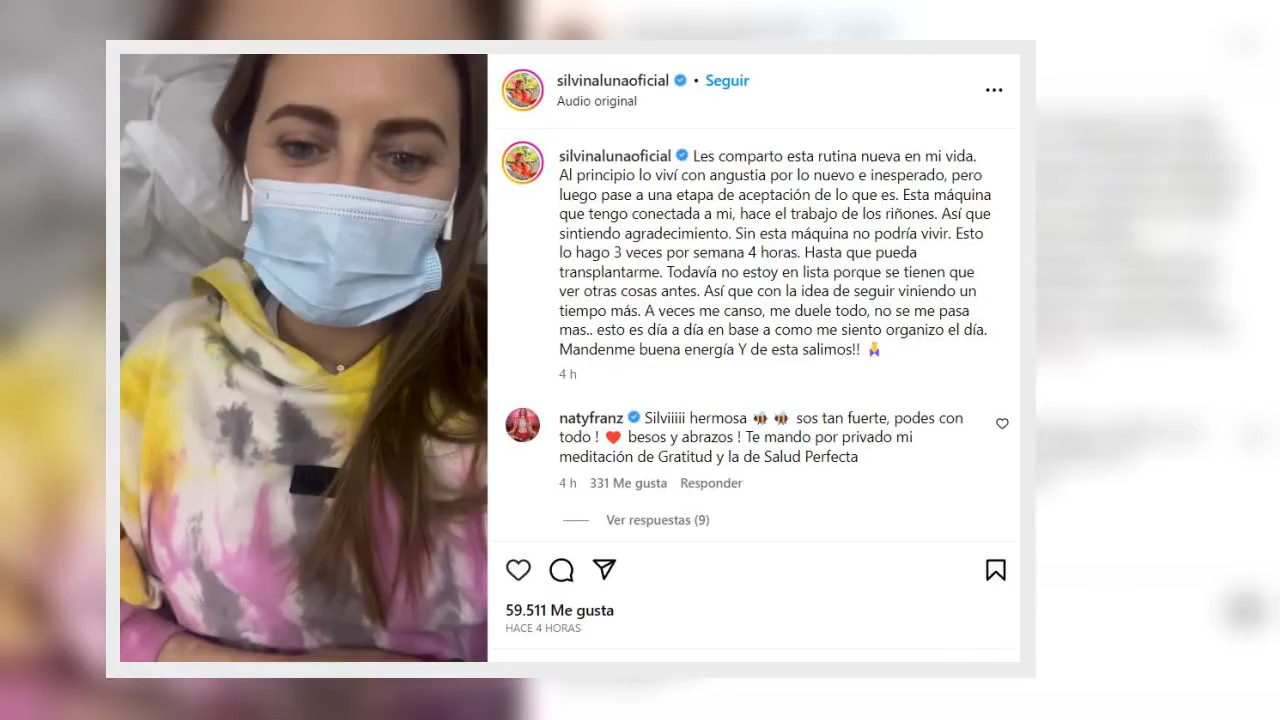 silvinalunaoficial • Seguir
Audio original
silvinalunaoficial Les comparto esta rutina nueva en mi vida.
Al principio lo viví con angustia por lo nuevo e inesperado, pero
luego pase a una etapa de aceptación de lo que es. Esta máquina
que tengo conectada a mi, hace el trabajo de los riñones. Así que
sintiendo agradecimiento. Sin esta máquina no podría vivir. Esto
lo hago 3 veces por semana 4 horas. Hasta que pueda
transplantarme. Todavía no estoy en lista porque se tienen que
ver otras cosas antes. Así que con la idea de seguir viniendo un
tiempo más. A veces me canso, me duele todo, no se me pasa
mas.. esto es día a día en base a como me siento organizo el día.
Mandenme buena energía Y de esta salimos!! 🧘‍♀️
4 h
natyfranz Silviiiii hermosa 🐝 🐝 sos tan fuerte, podes con
todo ! ❤️ besos y abrazos ! Te mando por privado mi
meditación de Gratitud y la de Salud Perfecta
4 h 331 Me gusta Responder
Ver respuestas (9)
59.511 Me gusta
HACE 4 HORAS